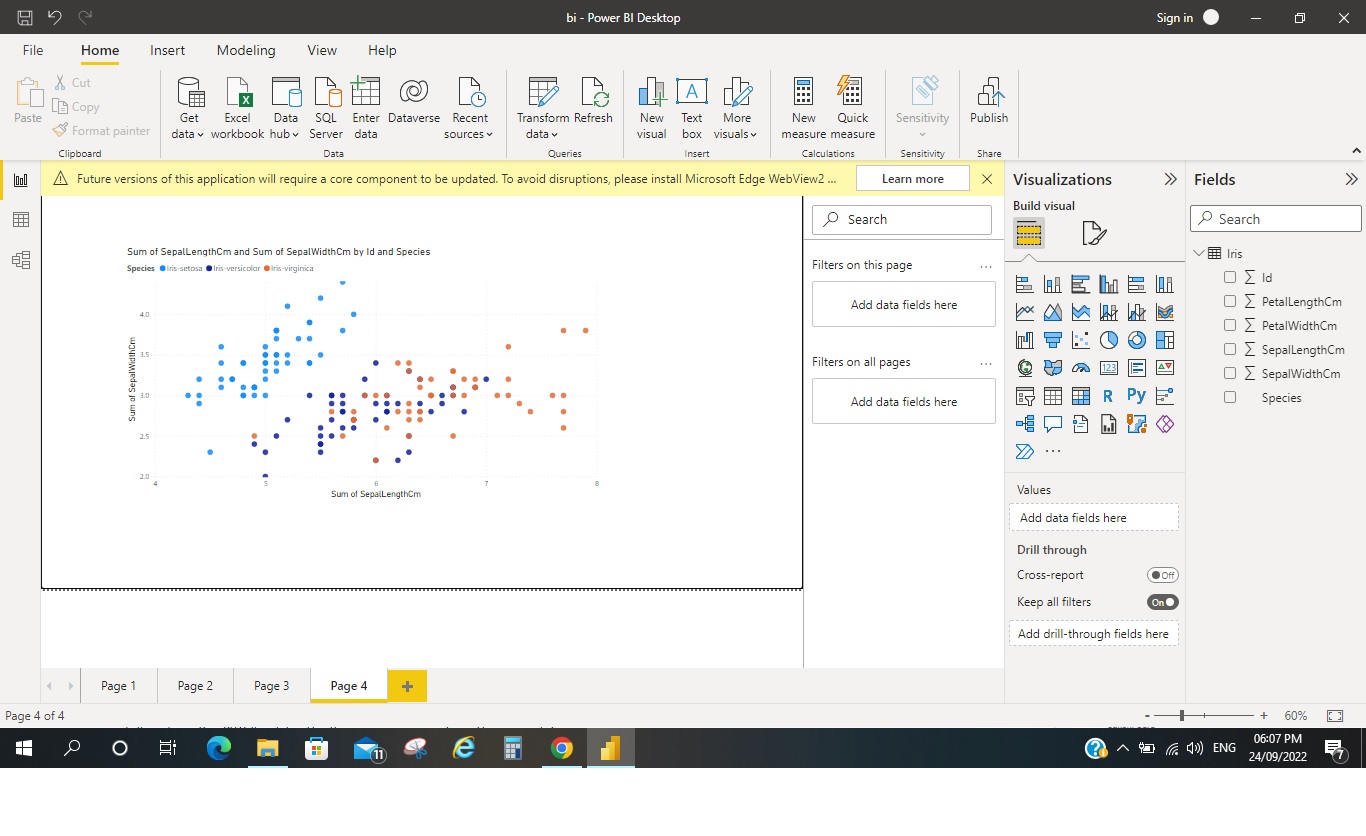 bi - Power BI Desktop
Sign in
File Home Insert Modeling View Help
Paste
Cut
Copy
Format painter
Clipboard
Get data
Excel workbook
Data hub
SQL Server
Enter data
Dataverse
Recent sources
Data
Transform data
Refresh
Queries
New visual
Text box
More visuals
Insert
New measure
Quick measure
Calculations
Sensitivity
Sensitivity
Publish
Share
Future versions of this application will require a core component to be updated. To avoid disruptions, please install Microsoft Edge WebView2 ...
Learn more
Sum of SepalLengthCm and Sum of SepalWidthCm by Id and Species
Species Iris-setosa Iris-versicolor Iris-virginica
Sum of SepalWidthCm
4.0
3.5
3.0
2.5
2.0
4 5 6 7 8
Sum of SepalLengthCm
Search
Filters on this page ...
Add data fields here
Filters on all pages ...
Add data fields here
Visualizations
Build visual
123
R
Py
...
Values
Add data fields here
Drill through
Cross-report Off
Keep all filters On
Add drill-through fields here
Fields
Search
Iris
Id
PetalLengthCm
PetalWidthCm
SepalLengthCm
SepalWidthCm
Species
Page 1 Page 2 Page 3 Page 4 +
Page 4 of 4
- + 60%
11
ENG
06:07 PM
24/09/2022
7